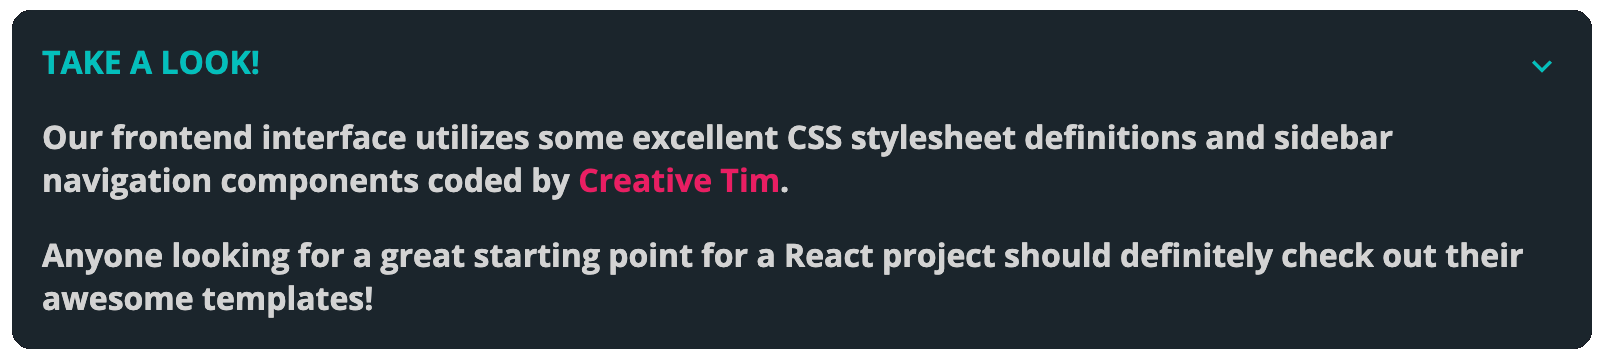 TAKE A LOOK!
Our frontend interface utilizes some excellent CSS stylesheet definitions and sidebar
navigation components coded by Creative Tim.
Anyone looking for a great starting point for a React project should definitely check out their
awesome templates!